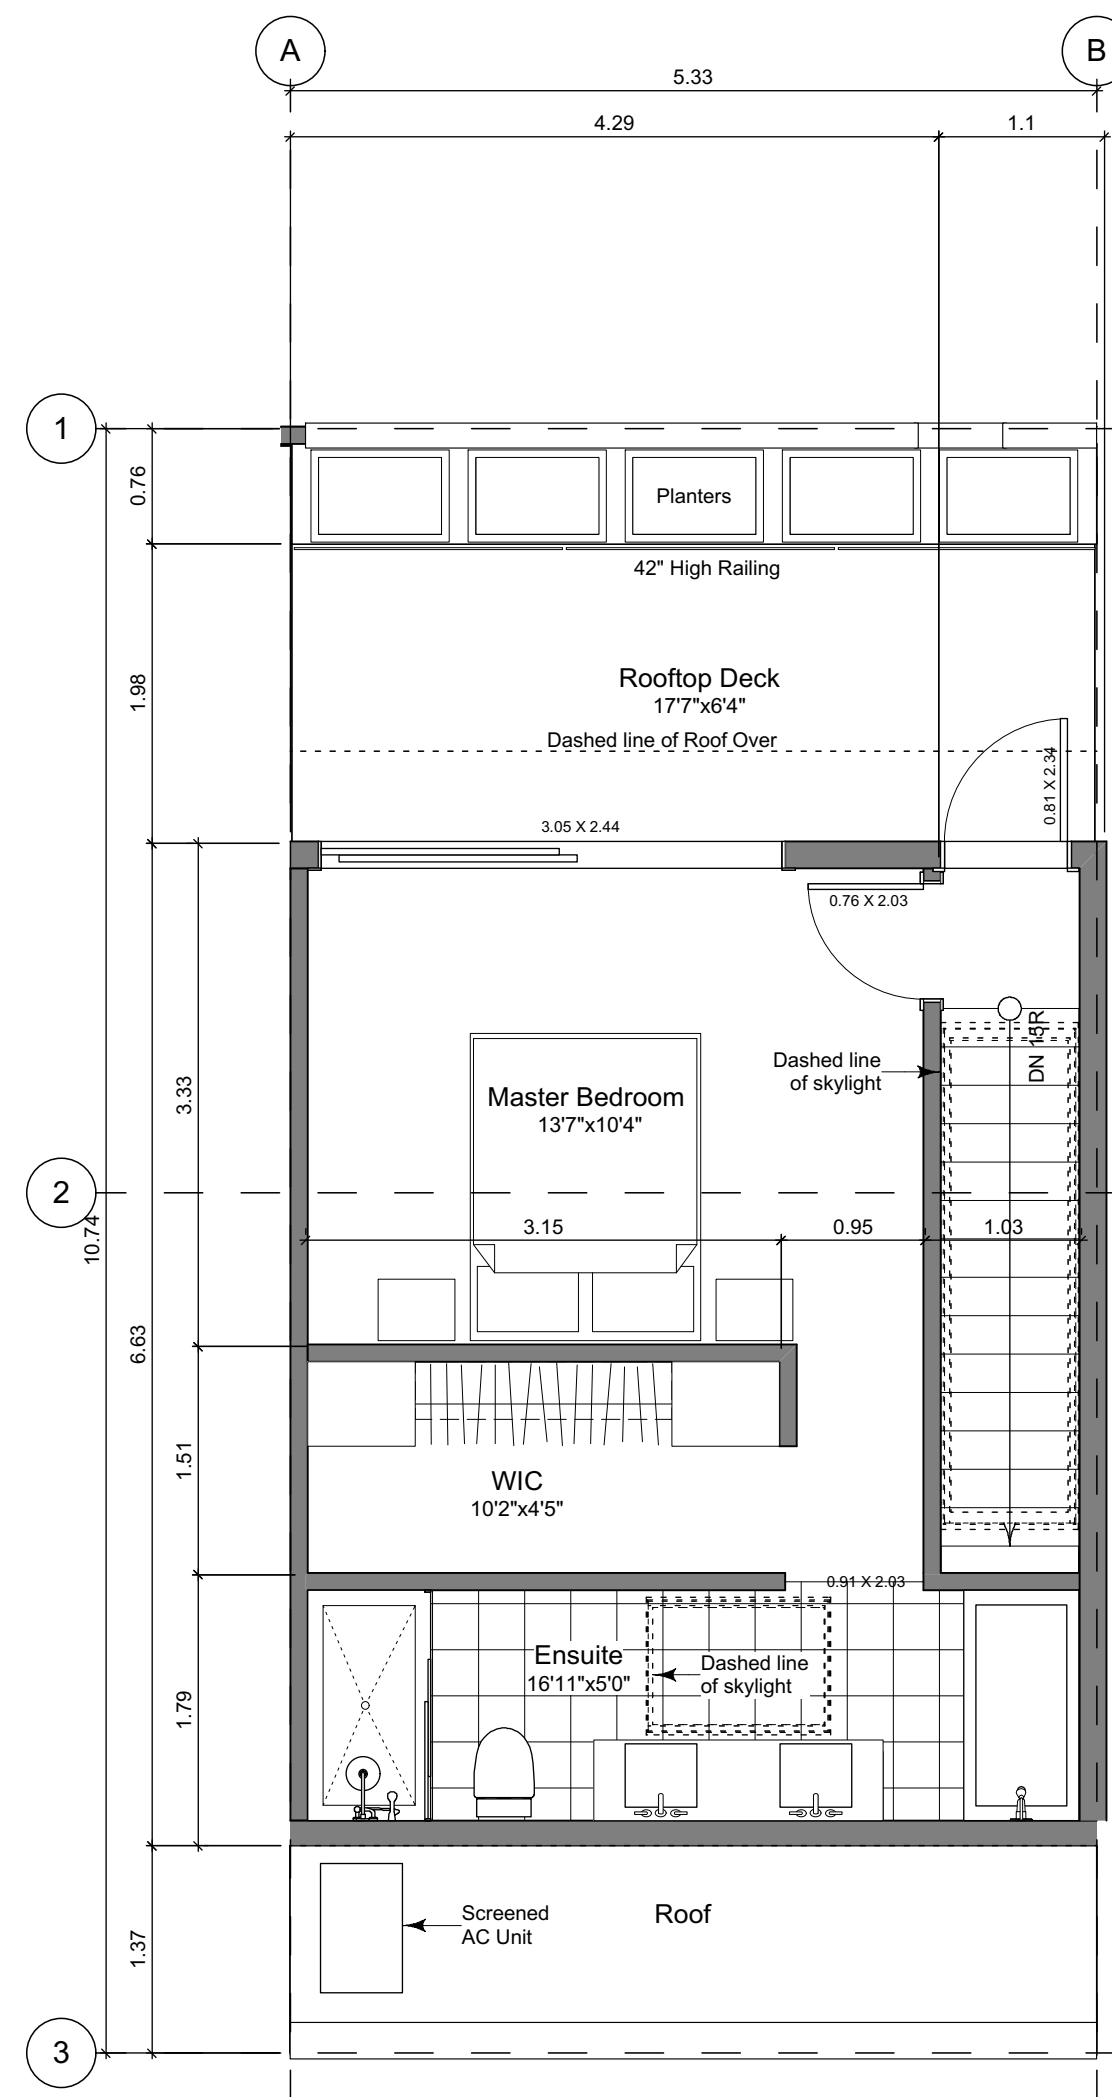 A
B
5.33
4.29
1.1
1
0.76
Planters
42" High Railing
1.98
Rooftop Deck
17'7"x6'4"
Dashed line of Roof Over
0.81 X 2.34
3.05 X 2.44
0.76 X 2.03
DN 15R
Dashed line
of skylight
3.33
Master Bedroom
13'7"x10'4"
2
10.74
3.15
0.95
1.03
6.63
1.51
WIC
10'2"x4'5"
0.91 X 2.03
Ensuite
16'11"x5'0"
Dashed line
of skylight
1.79
Screened
AC Unit
Roof
1.37
3